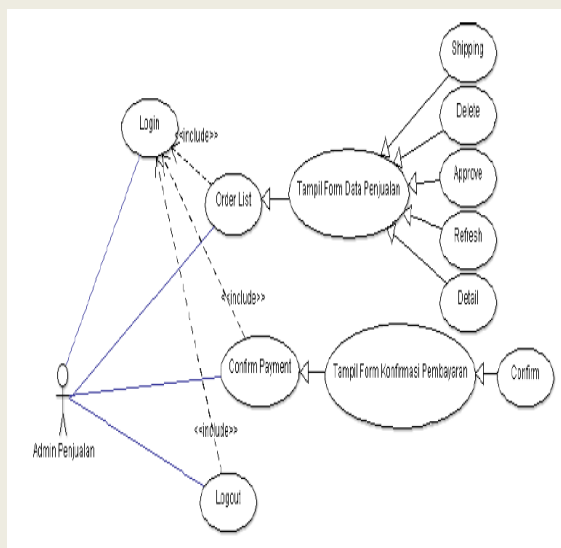 Shipping
Delete
Login
<<include>>
Approve
Tampil Form Data Penjualan
Order List
Refresh
Detail
<<include>>
Confirm Payment
Tampil Form Konfirmasi Pembayaran
Confirm
<<include>>
Admin Penjualan
Logout